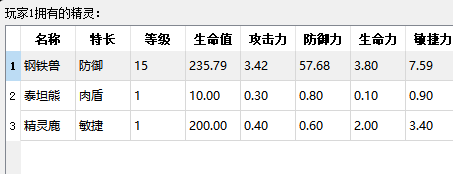 玩家1拥有的精灵：
名称 特长 等级 生命值 攻击力 防御力 生命力 敏捷力
1 钢铁兽 防御 15 235.79 3.42 57.68 3.80 7.59
2 泰坦熊 肉盾 1 10.00 0.30 0.80 0.10 0.90
3 精灵鹿 敏捷 1 200.00 0.40 0.60 2.00 3.40